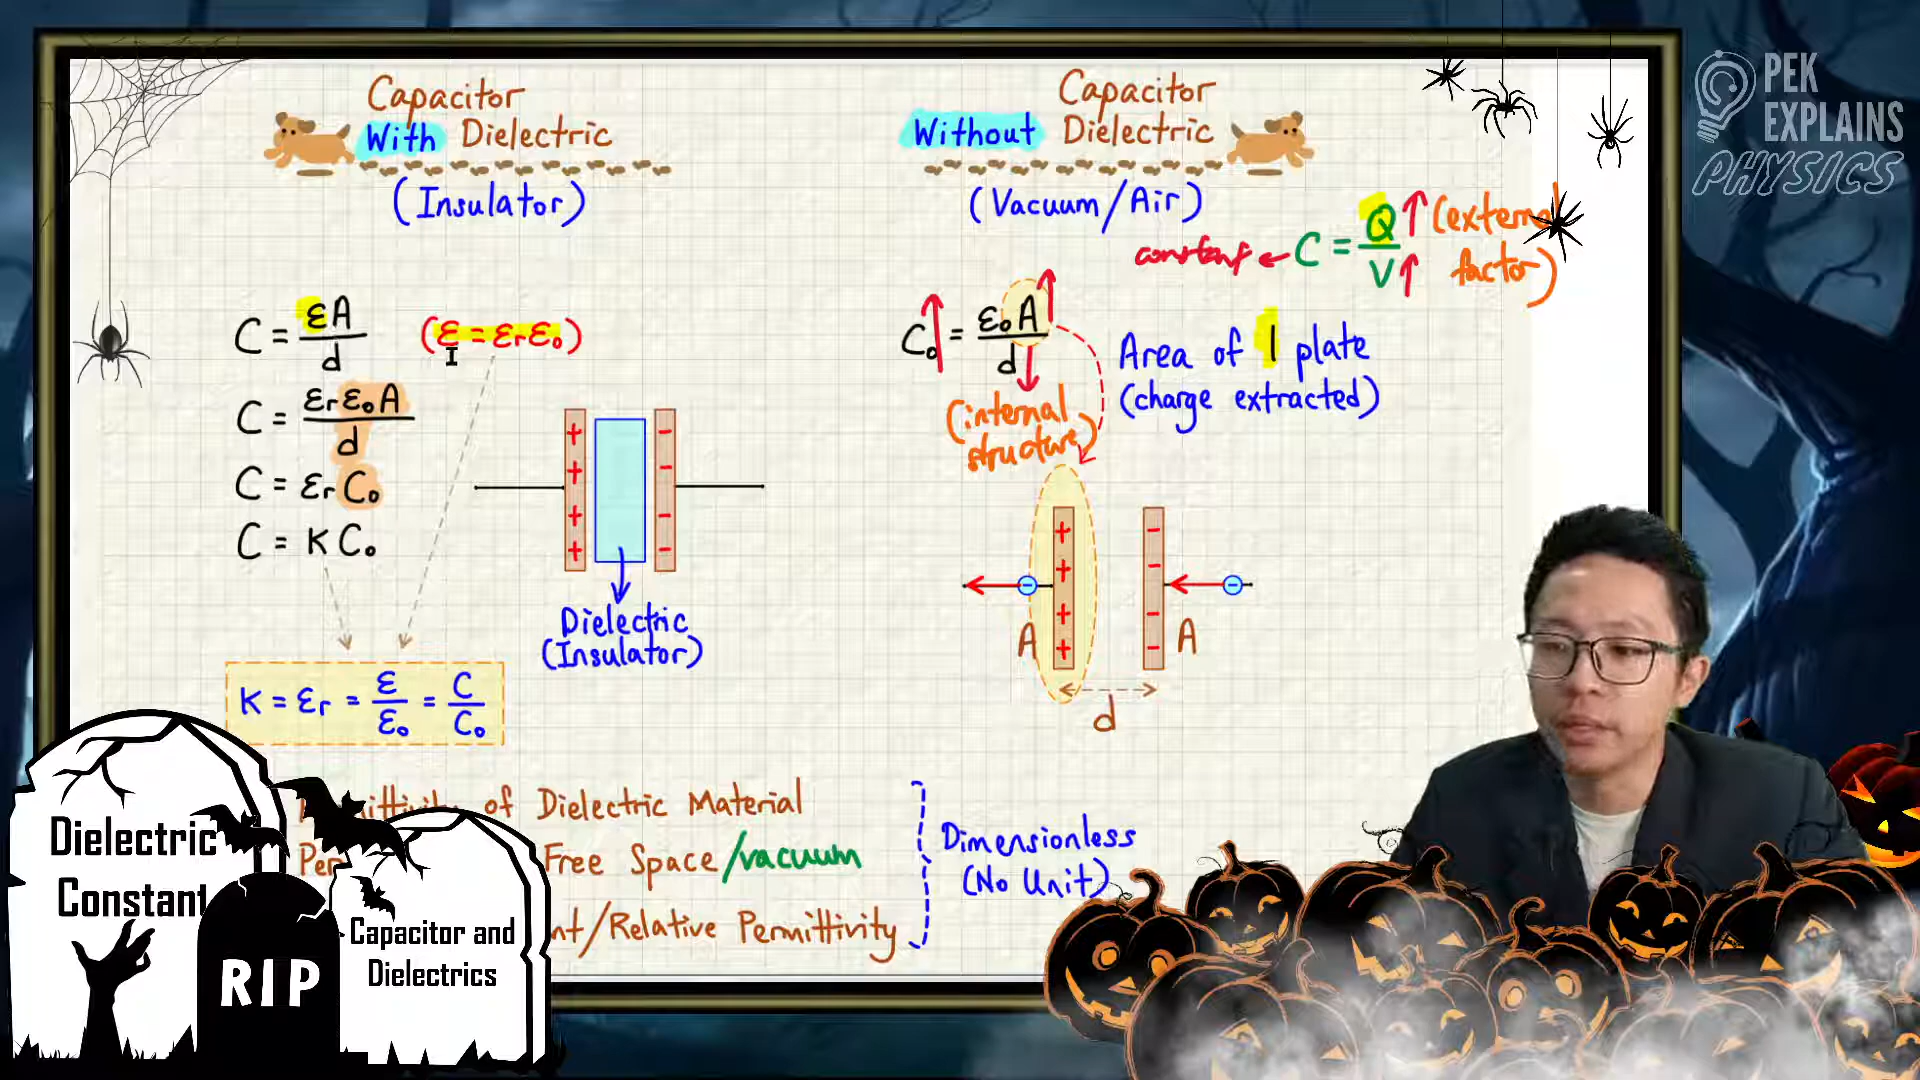 Capacitor
With Dielectric
(Insulator)
C = εA/d (ε = εrε₀)
C = εrε₀A/d
C = εrC₀
C = KC₀
+ −
+ −
+ −
+ −
Dielectric
(Insulator)
K = εr = ε/ε₀ = C/C₀
Capacitor
Without Dielectric
(Vacuum/Air)
constant ← C = Q↑/V↑ (external
factor)
C₀↑ = ε₀A↑/d↓
(internal
structure)
Area of 1 plate
(charge extracted)
+ −
+ −
− + − −
+ −
+ −
A A
d
of Dielectric Material
Free Space/vacuum
/Relative Permittivity
Dimensionless
(No Unit)
Dielectric
Constant
RIP
Capacitor and
Dielectrics
PEK
EXPLAINS
PHYSICS